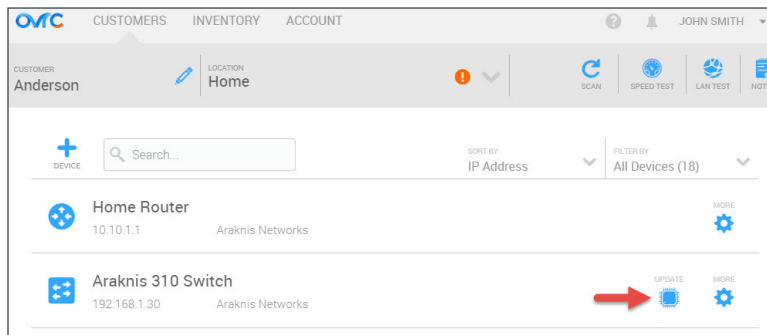 OVRC CUSTOMERS INVENTORY ACCOUNT ? JOHN SMITH
CUSTOMER
Anderson
LOCATION
Home
!
SCAN SPEED TEST LAN TEST
DEVICE
Search...
SORT BY
IP Address
FILTER BY
All Devices (18)
Home Router
10.10.1.1 Araknis Networks
MORE
Araknis 310 Switch
192.168.1.30 Araknis Networks
UPDATE MORE